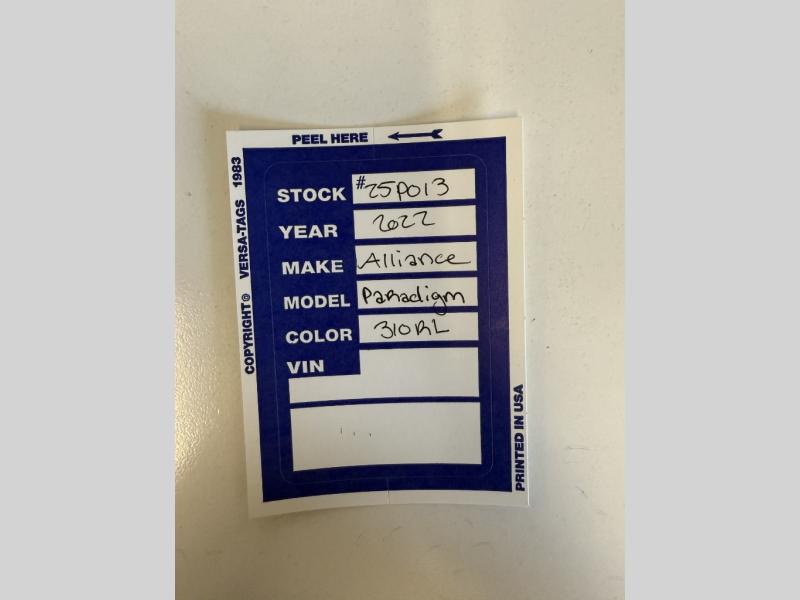 PEEL HERE
COPYRIGHT© VERSA-TAGS 1983
STOCK #25P013
YEAR 2022
MAKE Alliance
MODEL Paradigm
COLOR 310RL
VIN
PRINTED IN USA